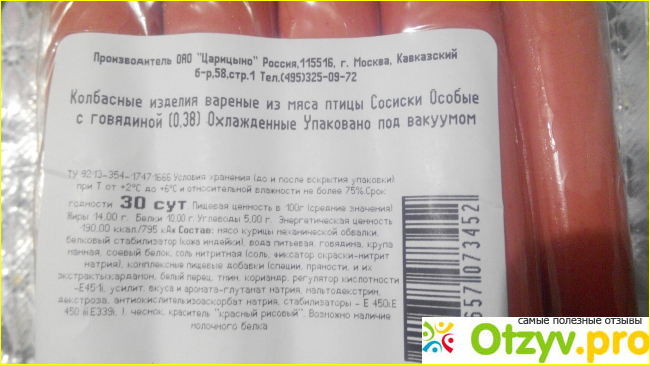 Производитель ОАО "Царицыно" Россия,115516, г. Москва, Кавказский
б-р,58,стр.1 Тел.(495)325-09-72
Колбасные изделия вареные из мяса птицы Сосиски Особые
с говядиной (0,38) Охлажденные Упаковано под вакуумом
ТУ 9213-354-1747 1666 Условия хранения (до и после вскрытия упаковки)
при Т от +2°С до +6°С и относительной влажности не более 75%.Срок
годности 30 сут Пищевая ценность в 100г (средние значения)
Жиры 14.00 г. Белки 10.00 г. Углеводы 5.00 г. Энергетическая ценность
190.00 ккал/795 кДж Состав: мясо курицы механической обвалки,
белковый стабилизатор (кожа индейки), вода питьевая, говядина, крупа
манная, соевый белок, соль нитритная (соль, фиксатор окраски-нитрит
натрия), комплексные пищевые добавки (специи, пряности, и их
экстракты:кардамон, белый перец, тмин, кориандр, регулятор кислотности
-Е451i, усилит. вкуса и аромата-глутамат натрия, мальтодекстрин,
декстроза, антиокислитель:изоаскорбат натрия, стабилизаторы - Е 450i,Е
450 iii,Е339i, ), чеснок, краситель "красный рисовый". Возможно наличие
молочного белка
657107 3452
самые полезные отзывы
Otzyv.pro